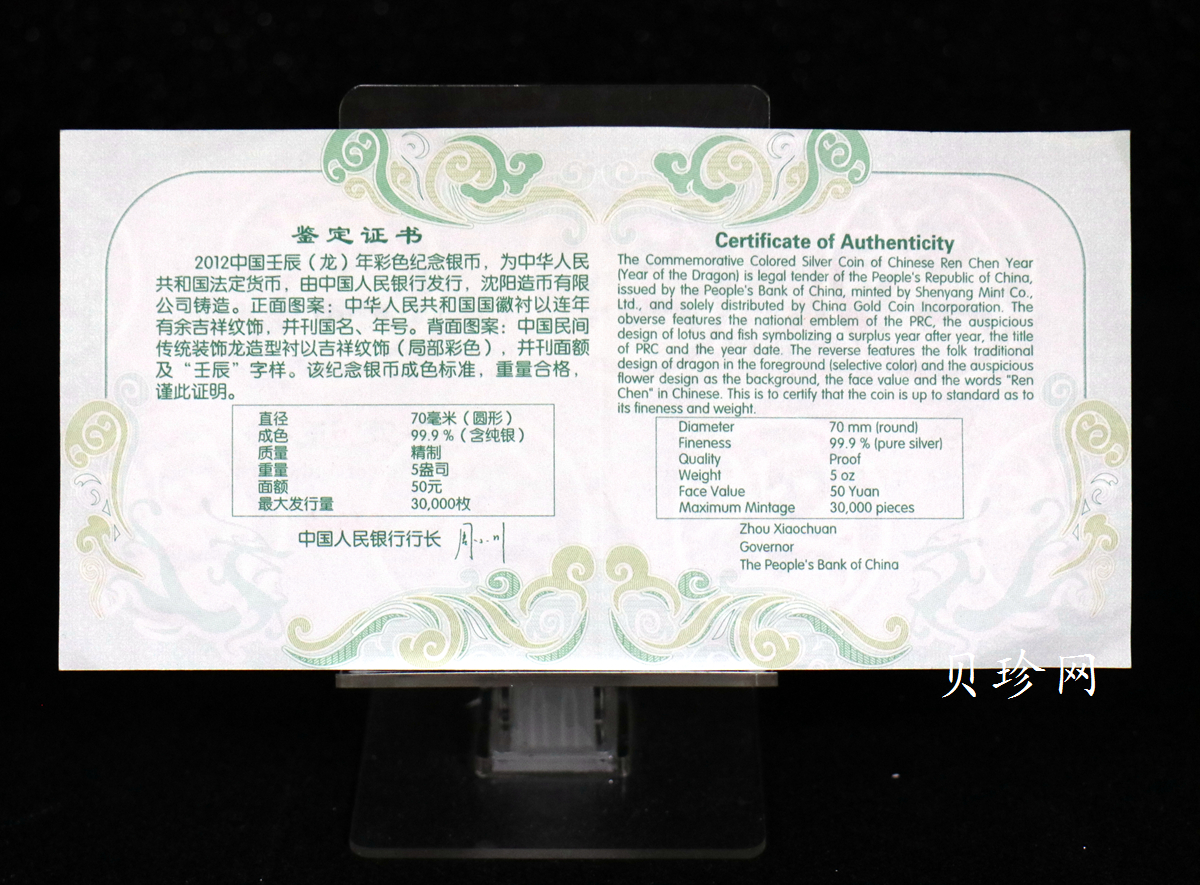 鉴定证书
2012中国壬辰（龙）年彩色纪念银币，为中华人民
共和国法定货币，由中国人民银行发行，沈阳造币有限
公司铸造。正面图案：中华人民共和国国徽衬以连年
有余吉祥纹饰，并刊国名、年号。背面图案：中国民间
传统装饰龙造型衬以吉祥纹饰（局部彩色），并刊面额
及“壬辰”字样。该纪念银币成色标准，重量合格，
谨此证明。
直径 70毫米（圆形）
成色 99.9 %（含纯银）
质量 精制
重量 5盎司
面额 50元
最大发行量 30,000枚
中国人民银行行长
Certificate of Authenticity
The Commemorative Colored Silver Coin of Chinese Ren Chen Year
(Year of the Dragon) is legal tender of the People's Republic of China,
issued by the People's Bank of China, minted by Shenyang Mint Co.,
Ltd., and solely distributed by China Gold Coin Incorporation. The
obverse features the national emblem of the PRC, the auspicious
design of lotus and fish symbolizing a surplus year after year, the title
of PRC and the year date. The reverse features the folk traditional
design of dragon in the foreground (selective color) and the auspicious
flower design as the background, the face value and the words "Ren
Chen" in Chinese. This is to certify that the coin is up to standard as to
its fineness and weight.
Diameter 70 mm (round)
Fineness 99.9 % (pure silver)
Quality Proof
Weight 5 oz
Face Value 50 Yuan
Maximum Mintage 30,000 pieces
Zhou Xiaochuan
Governor
The People's Bank of China
贝珍网